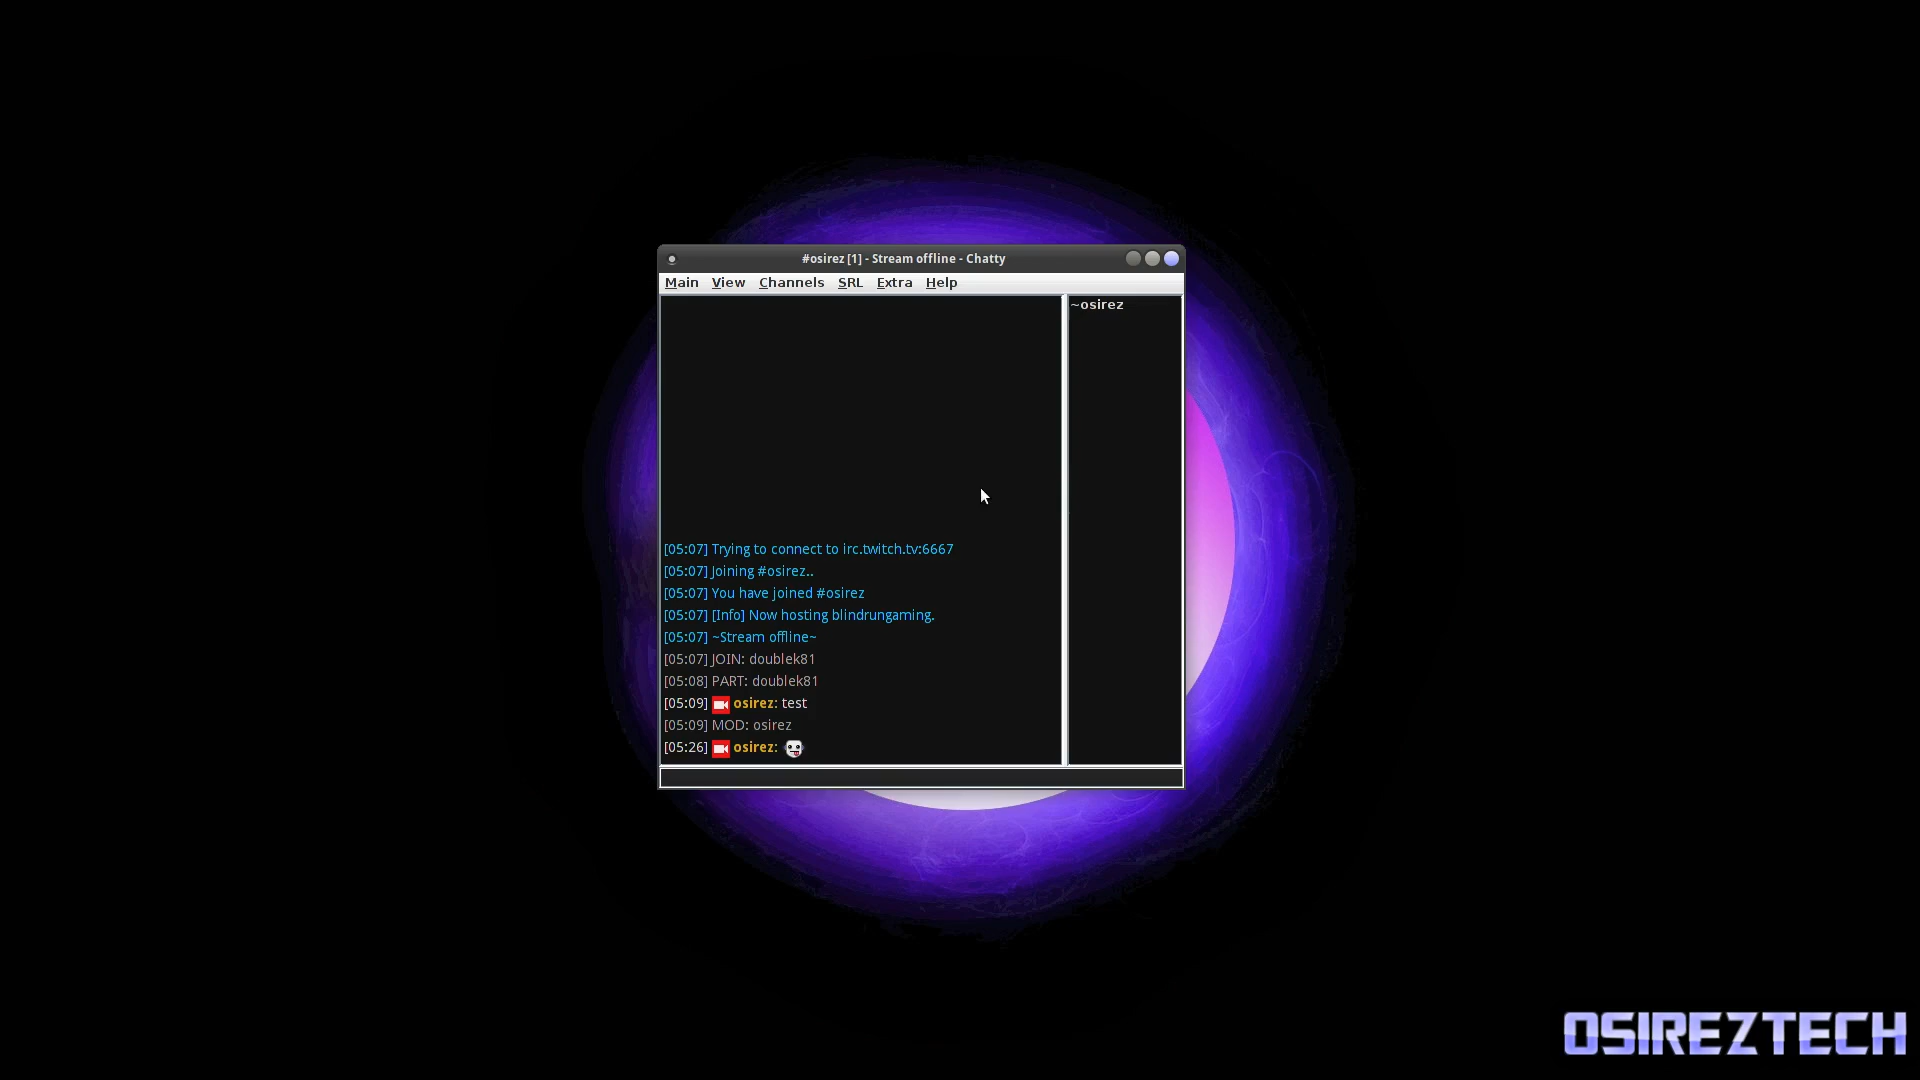 #osirez [1] - Stream offline - Chatty
Main View Channels SRL Extra Help
~osirez
[05:07] Trying to connect to irc.twitch.tv:6667
[05:07] Joining #osirez..
[05:07] You have joined #osirez
[05:07] [Info] Now hosting blindrungaming.
[05:07] ~Stream offline~
[05:07] JOIN: doublek81
[05:08] PART: doublek81
[05:09] osirez: test
[05:09] MOD: osirez
[05:26] osirez:
OSIREZTECH